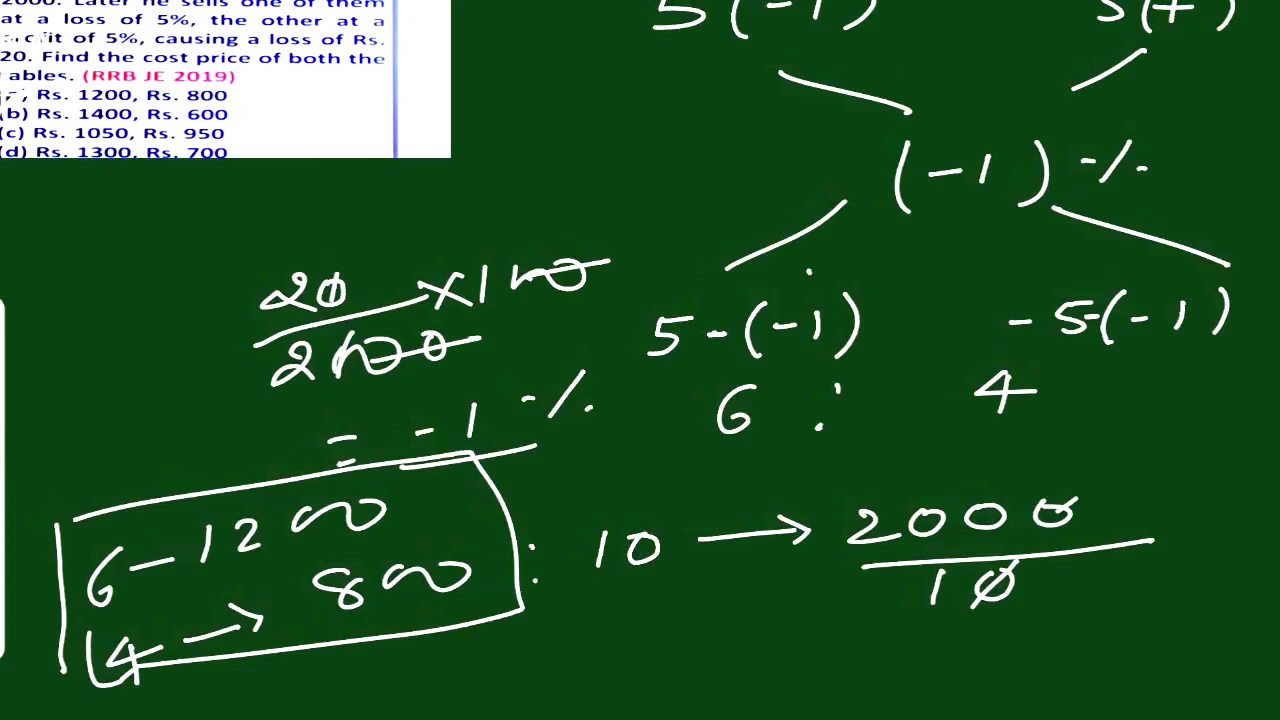 2000. Later he sells one of them
at a loss of 5%, the other at a
of 5%, causing a loss of Rs.
20. Find the cost price of both the
ables. (RRB JE 2019)
Rs. 1200, Rs. 800
(b) Rs. 1400, Rs. 600
(c) Rs. 1050, Rs. 950
(d) Rs. 1300, Rs. 700
5(-1)
(-1) %
20 × 100
2000
= -1 %
5-(-1) -5-(-1)
6 : 4
6 - 1200
4 → 800
: 10 → 2000
10